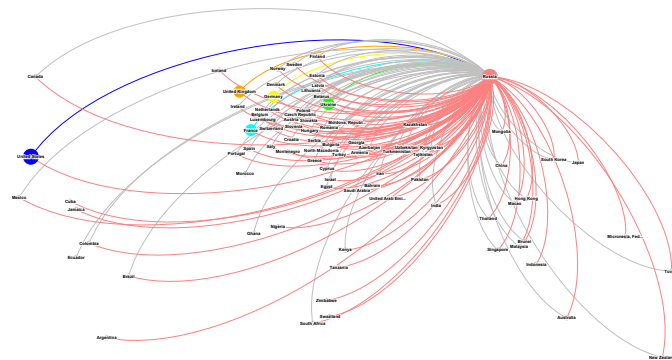 Finland
Sweden
Norway
Iceland
Canada
Estonia
Russia
Latvia
Denmark
Lithuania
United Kingdom
Germany
Belarus
Ukraine
Ireland
Netherlands
Poland
Belgium
Czech Republic
Luxembourg
Austria
Slovakia
Moldova, Republi
Kazakhstan
France
Switzerland
Slovenia
Hungary
Romania
Mongolia
Croatia
Serbia
Bulgaria
Georgia
Italy
Spain
Montenegro
North Macedonia
Azerbaijan
Armenia
Uzbekistan
Kyrgyzstan
Turkmenistan
Tajikistan
Portugal
Turkey
Greece
United States
South Korea
Japan
China
Cyprus
Morocco
Israel
Iran
Pakistan
Egypt
Bahrain
Saudi Arabia
Mexico
Cuba
Jamaica
United Arab Emi...
India
Hong Kong
Macao
Thailand
Nigeria
Ghana
Micronesia, Fed...
Colombia
Kenya
Brunei
Malaysia
Singapore
Ecuador
Tanzania
Indonesia
Brazil
Tuv
Zimbabwe
Swaziland
South Africa
Australia
Argentina
New Zealan